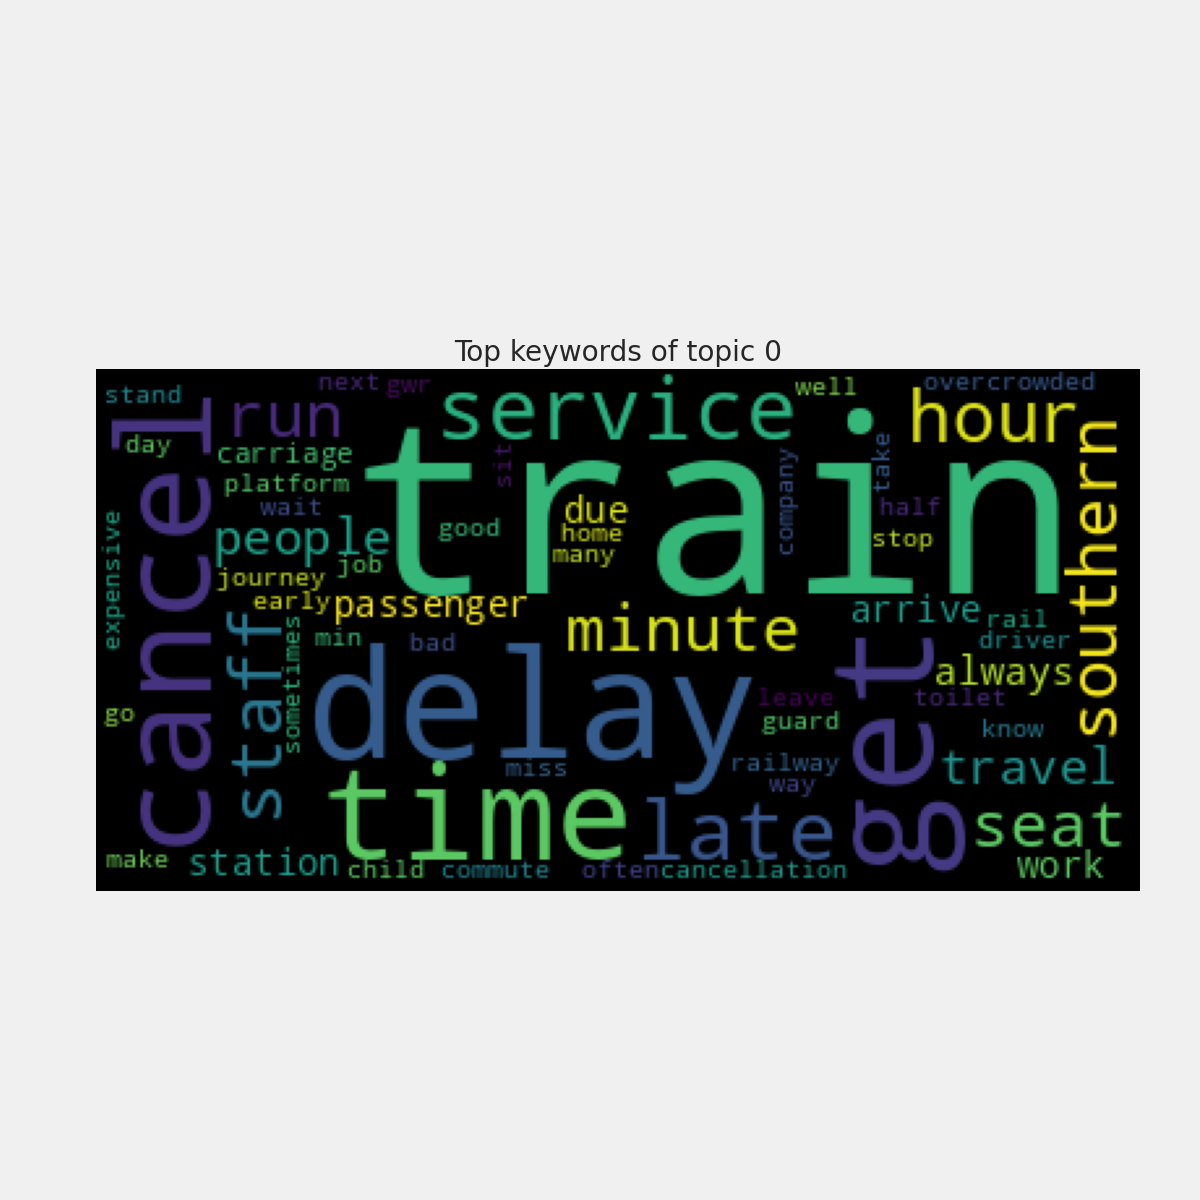 Top keywords of topic 0
stand
next
gwr
service
well
overcrowded
day
run
hour
cancel
carriage
sit
train
take
southern
platform
company
wait
due
half
people
good
home
stop
expensive
job
many
journey
early
passenger
minute
arrive
rail
staff
sometimes
min
bad
driver
delay
get
always
leave
toilet
go
guard
know
miss
railway
travel
way
time
late
seat
make
station
child
commute
often
cancellation
work